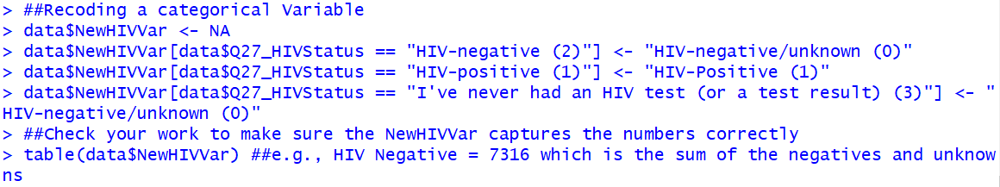 > ##Recoding a categorical Variable
> data$NewHIVVar <- NA
> data$NewHIVVar[data$Q27_HIVStatus == "HIV-negative (2)"] <- "HIV-negative/unknown (0)"
> data$NewHIVVar[data$Q27_HIVStatus == "HIV-positive (1)"] <- "HIV-Positive (1)"
> data$NewHIVVar[data$Q27_HIVStatus == "I've never had an HIV test (or a test result) (3)"] <- "
HIV-negative/unknown (0)"
> ##Check your work to make sure the NewHIVVar captures the numbers correctly
> table(data$NewHIVVar) ##e.g., HIV Negative = 7316 which is the sum of the negatives and unknow
ns